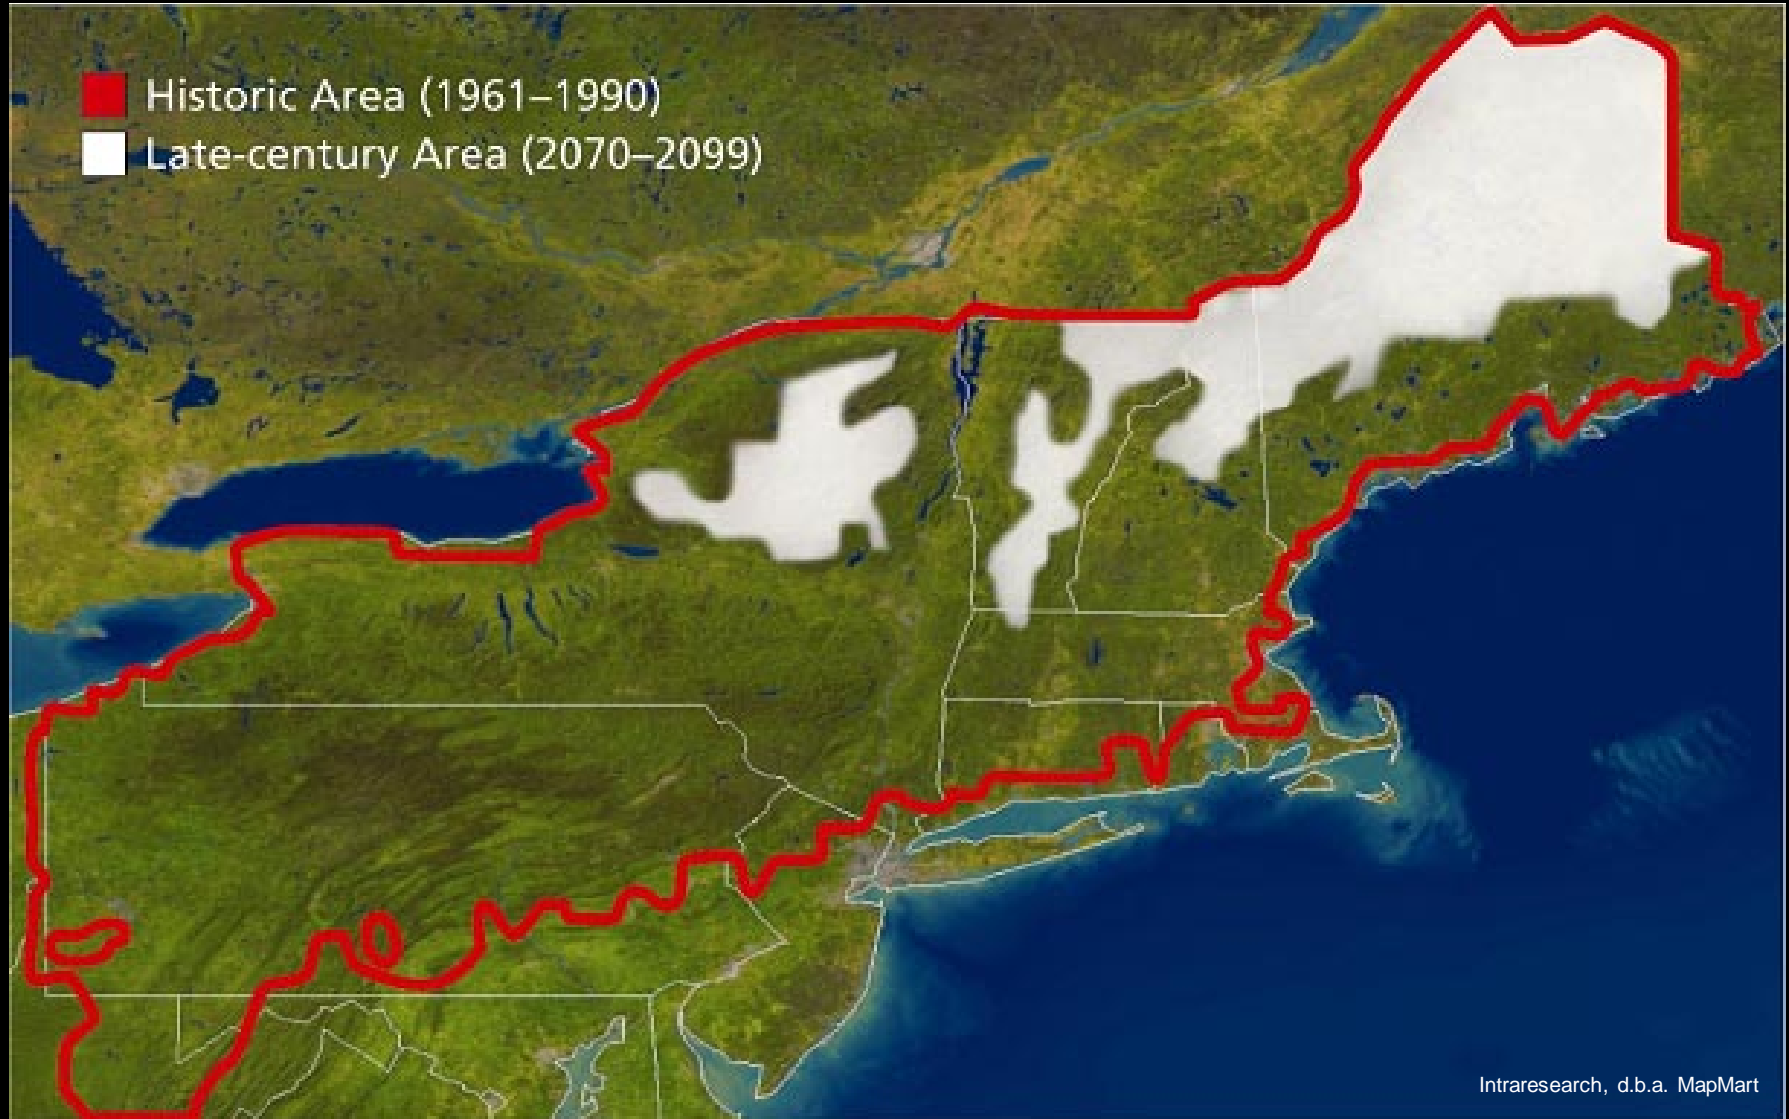 Historic Area (1961–1990)
Late-century Area (2070–2099)
Intraresearch, d.b.a. MapMart